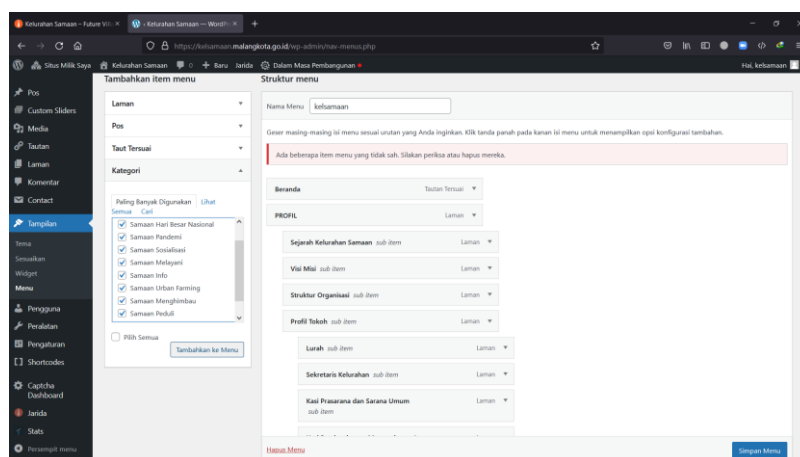 Kelurahan Samaan – Future Vill
Kelurahan Samaan — WordPr
https://kelsamaan.malangkota.go.id/wp-admin/nav-menus.php
Situs Milik Saya Kelurahan Samaan 0 Baru Jarida Dalam Masa Pembangunan Hai, kelsamaan
Pos
Custom Sliders
Media
Tautan
Laman
Komentar
Contact
Tampilan
Tema
Sesuaikan
Widget
Menu
Pengguna
Peralatan
Pengaturan
Shortcodes
Captcha
Dashboard
Jarida
Stats
Persempit menu
Tambahkan item menu
Laman
Pos
Taut Tersuai
Kategori
Paling Banyak Digunakan Lihat
Semua Cari
Samaan Hari Besar Nasional
Samaan Pandemi
Samaan Sosialisasi
Samaan Melayani
Samaan Info
Samaan Urban Farming
Samaan Menghimbau
Samaan Peduli
Pilih Semua
Tambahkan ke Menu
Struktur menu
Nama Menu kelsamaan
Geser masing-masing isi menu sesuai urutan yang Anda inginkan. Klik tanda panah pada kanan isi menu untuk menampilkan opsi konfigurasi tambahan.
Ada beberapa item menu yang tidak sah. Silakan periksa atau hapus mereka.
Beranda Tautan Tersuai
PROFIL Laman
Sejarah Kelurahan Samaan sub item Laman
Visi Misi sub item Laman
Struktur Organisasi sub item Laman
Profil Tokoh sub item Laman
Lurah sub item Laman
Sekretaris Kelurahan sub item Laman
Kasi Prasarana dan Sarana Umum Laman
sub item
Hapus Menu Simpan Menu